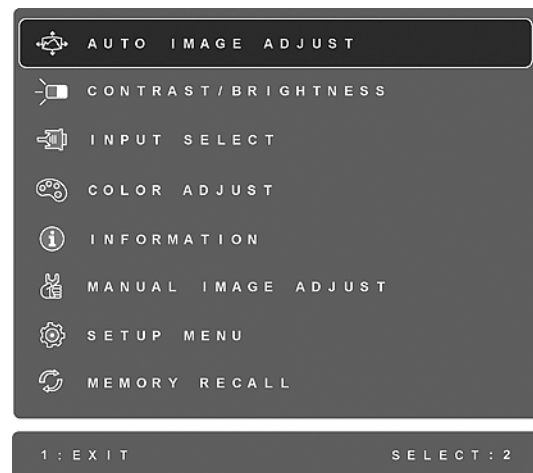 AUTO IMAGE ADJUST
CONTRAST/BRIGHTNESS
INPUT SELECT
COLOR ADJUST
INFORMATION
MANUAL IMAGE ADJUST
SETUP MENU
MEMORY RECALL
1:EXIT SELECT:2